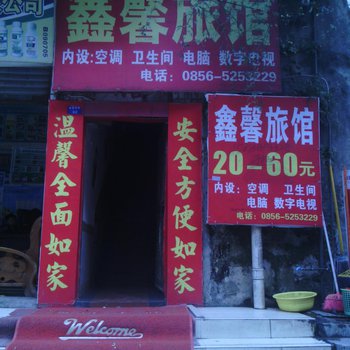 公司
B090705
鑫馨旅馆
内设:空调 卫生间 电脑 数字电视
电话：0856-5253229
温馨全面如家
安全方便如家
鑫馨旅馆
20－60元
内设：空调 卫生间
电脑 数字电视
电话：0856-5253229
Welcome